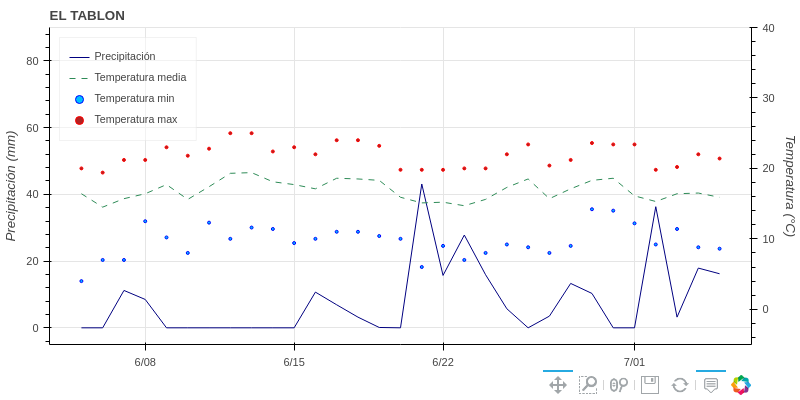 EL TABLON
Precipitación
Temperatura media
Temperatura min
Temperatura max
Precipitación (mm)
80
60
40
20
0
40
30
20
10
0
Temperatura (°C)
6/08
6/15
6/22
7/01